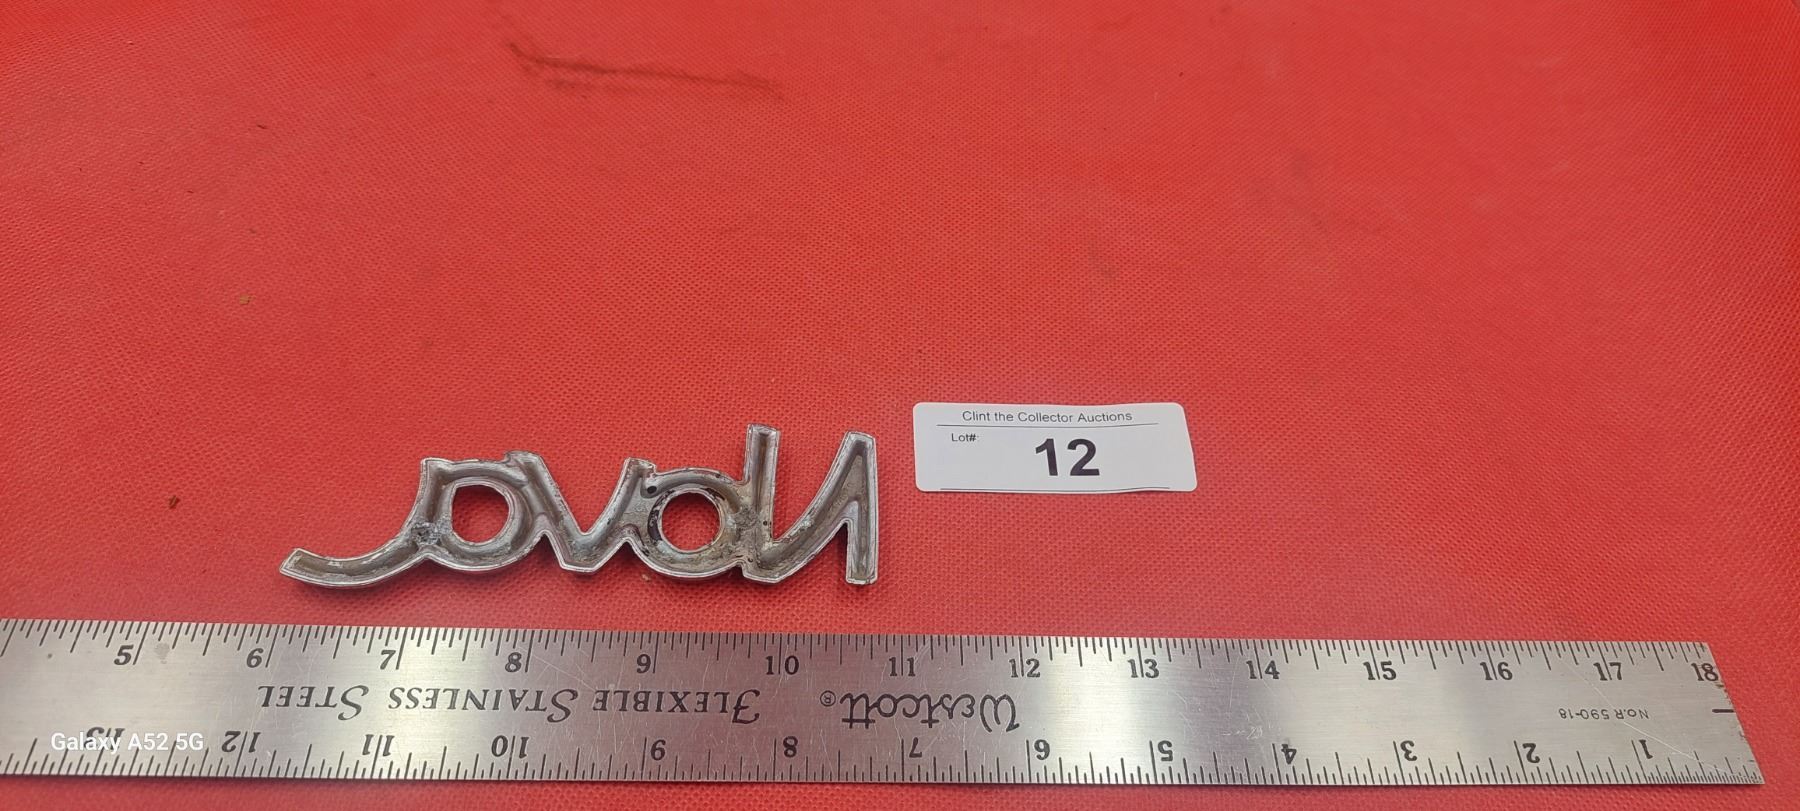 Clint the Collector Auctions
Lot#:
12
Nova
5 6 7 8 9 10 11 12 13 14 15 16 17 18
FLEXIBLE STAINLESS STEEL
Westcott®
No.R 590-18
13 12 11 10 9 8 7 6 5 4 3 2 1
Galaxy A52 5G